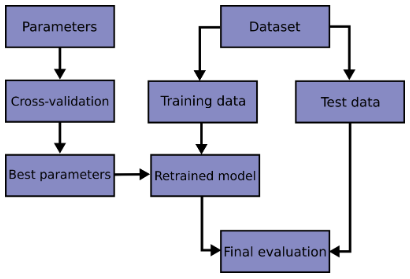 Parameters
Dataset
Cross-validation
Training data
Test data
Best parameters
Retrained model
Final evaluation